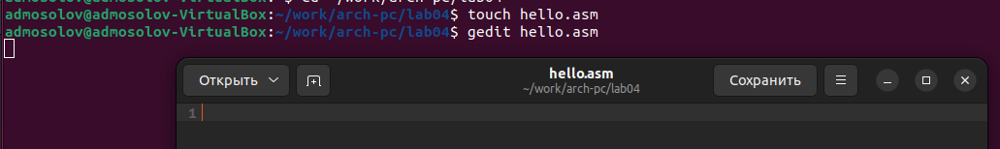 admosolov@admosolov-VirtualBox:~/work/arch-pc/lab04$ touch hello.asm
admosolov@admosolov-VirtualBox:~/work/arch-pc/lab04$ gedit hello.asm
Открыть
hello.asm
~/work/arch-pc/lab04
Сохранить
1